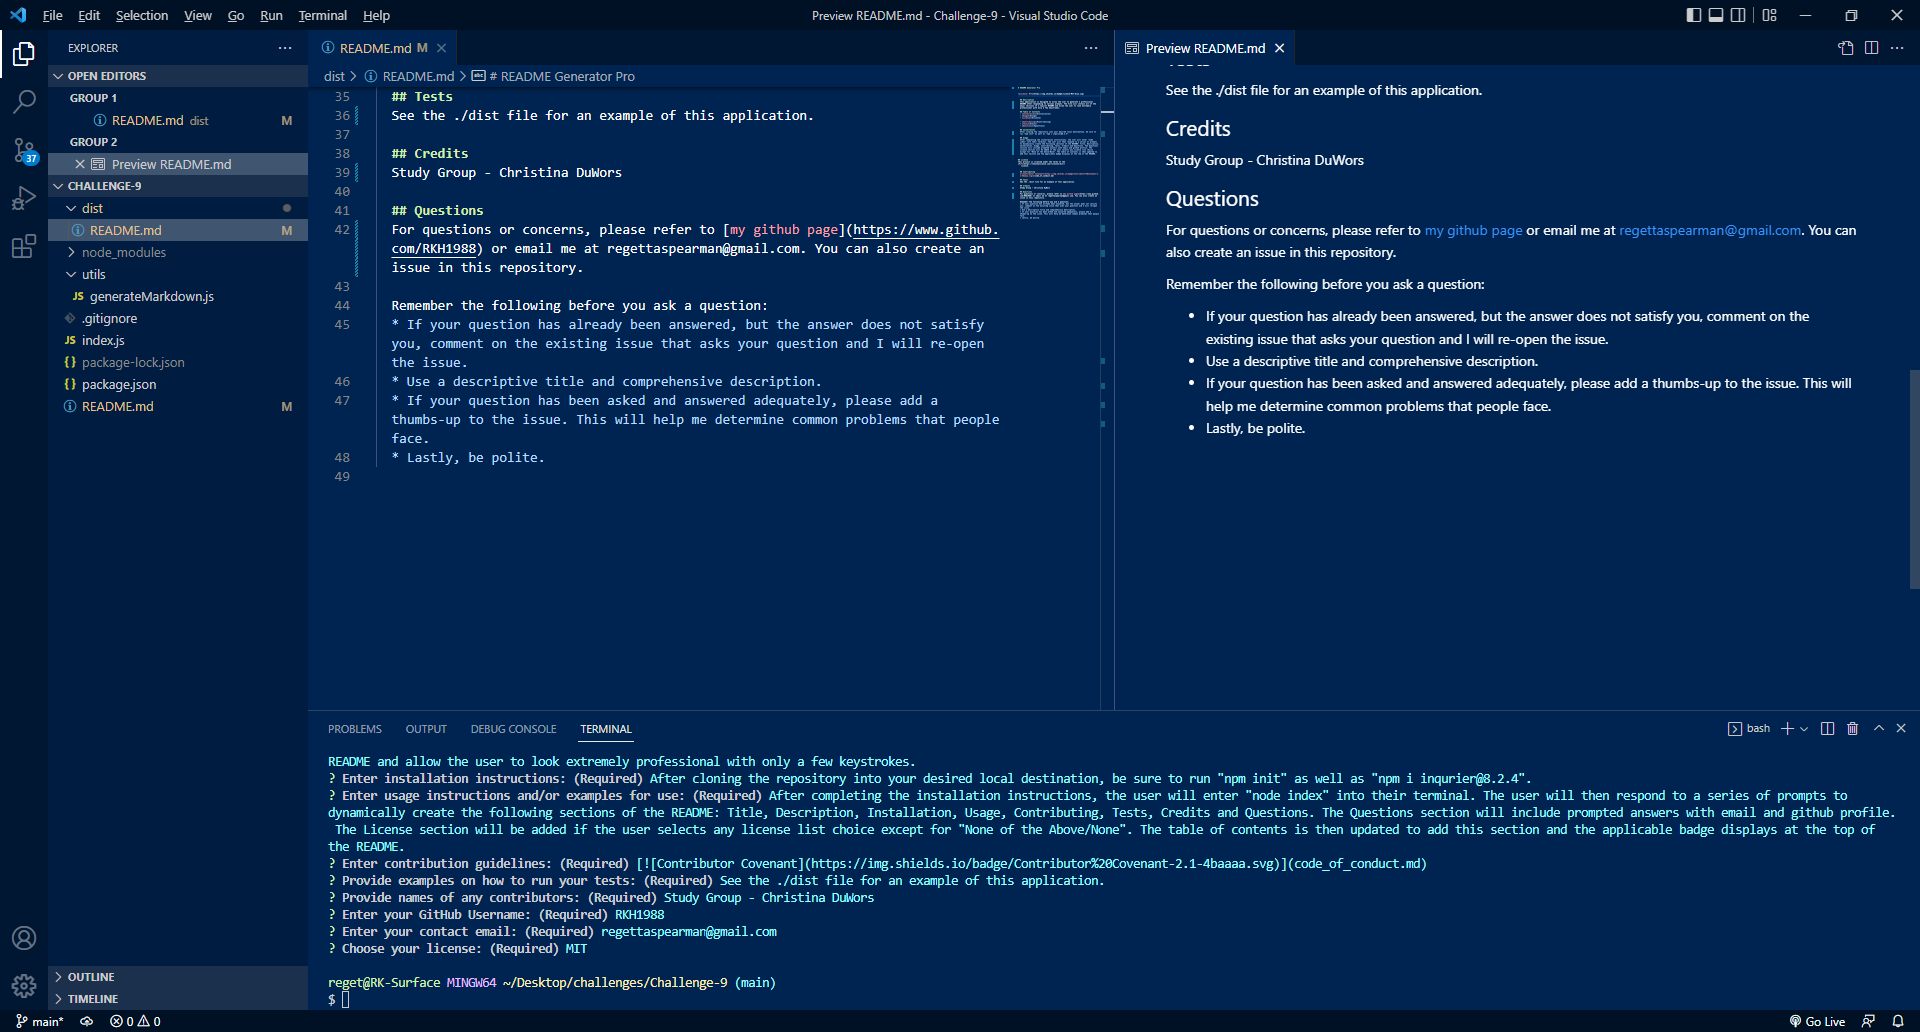 File Edit Selection View Go Run Terminal Help
Preview README.md - Challenge-9 - Visual Studio Code
EXPLORER
OPEN EDITORS
GROUP 1
README.md dist M
GROUP 2
Preview README.md
CHALLENGE-9
dist
README.md M
node_modules
utils
JS generateMarkdown.js
.gitignore
JS index.js
{} package-lock.json
{} package.json
README.md M
OUTLINE
TIMELINE
37
README.md M
dist > README.md > # README Generator Pro
35 ## Tests
36 See the ./dist file for an example of this application.
37
38 ## Credits
39 Study Group - Christina DuWors
40
41 ## Questions
42 For questions or concerns, please refer to [my github page](https://www.github.
com/RKH1988) or email me at regettaspearman@gmail.com. You can also create an
issue in this repository.
43
44 Remember the following before you ask a question:
45 * If your question has already been answered, but the answer does not satisfy
you, comment on the existing issue that asks your question and I will re-open
the issue.
46 * Use a descriptive title and comprehensive description.
47 * If your question has been asked and answered adequately, please add a
thumbs-up to the issue. This will help me determine common problems that people
face.
48 * Lastly, be polite.
49
Preview README.md
See the ./dist file for an example of this application.
Credits
Study Group - Christina DuWors
Questions
For questions or concerns, please refer to my github page or email me at regettaspearman@gmail.com. You can
also create an issue in this repository.
Remember the following before you ask a question:
• If your question has already been answered, but the answer does not satisfy you, comment on the
existing issue that asks your question and I will re-open the issue.
• Use a descriptive title and comprehensive description.
• If your question has been asked and answered adequately, please add a thumbs-up to the issue. This will
help me determine common problems that people face.
• Lastly, be polite.
PROBLEMS OUTPUT DEBUG CONSOLE TERMINAL
bash
README and allow the user to look extremely professional with only a few keystrokes.
? Enter installation instructions: (Required) After cloning the repository into your desired local destination, be sure to run "npm init" as well as "npm i inqurier@8.2.4".
? Enter usage instructions and/or examples for use: (Required) After completing the installation instructions, the user will enter "node index" into their terminal. The user will then respond to a series of prompts to
dynamically create the following sections of the README: Title, Description, Installation, Usage, Contributing, Tests, Credits and Questions. The Questions section will include prompted answers with email and github profile.
The License section will be added if the user selects any license list choice except for "None of the Above/None". The table of contents is then updated to add this section and the applicable badge displays at the top of
the README.
? Enter contribution guidelines: (Required) [![Contributor Covenant](https://img.shields.io/badge/Contributor%20Covenant-2.1-4baaaa.svg)](code_of_conduct.md)
? Provide examples on how to run your tests: (Required) See the ./dist file for an example of this application.
? Provide names of any contributors: (Required) Study Group - Christina DuWors
? Enter your GitHub Username: (Required) RKH1988
? Enter your contact email: (Required) regettaspearman@gmail.com
? Choose your license: (Required) MIT
reget@RK-Surface MINGW64 ~/Desktop/challenges/Challenge-9 (main)
$
main* 0 0
Go Live